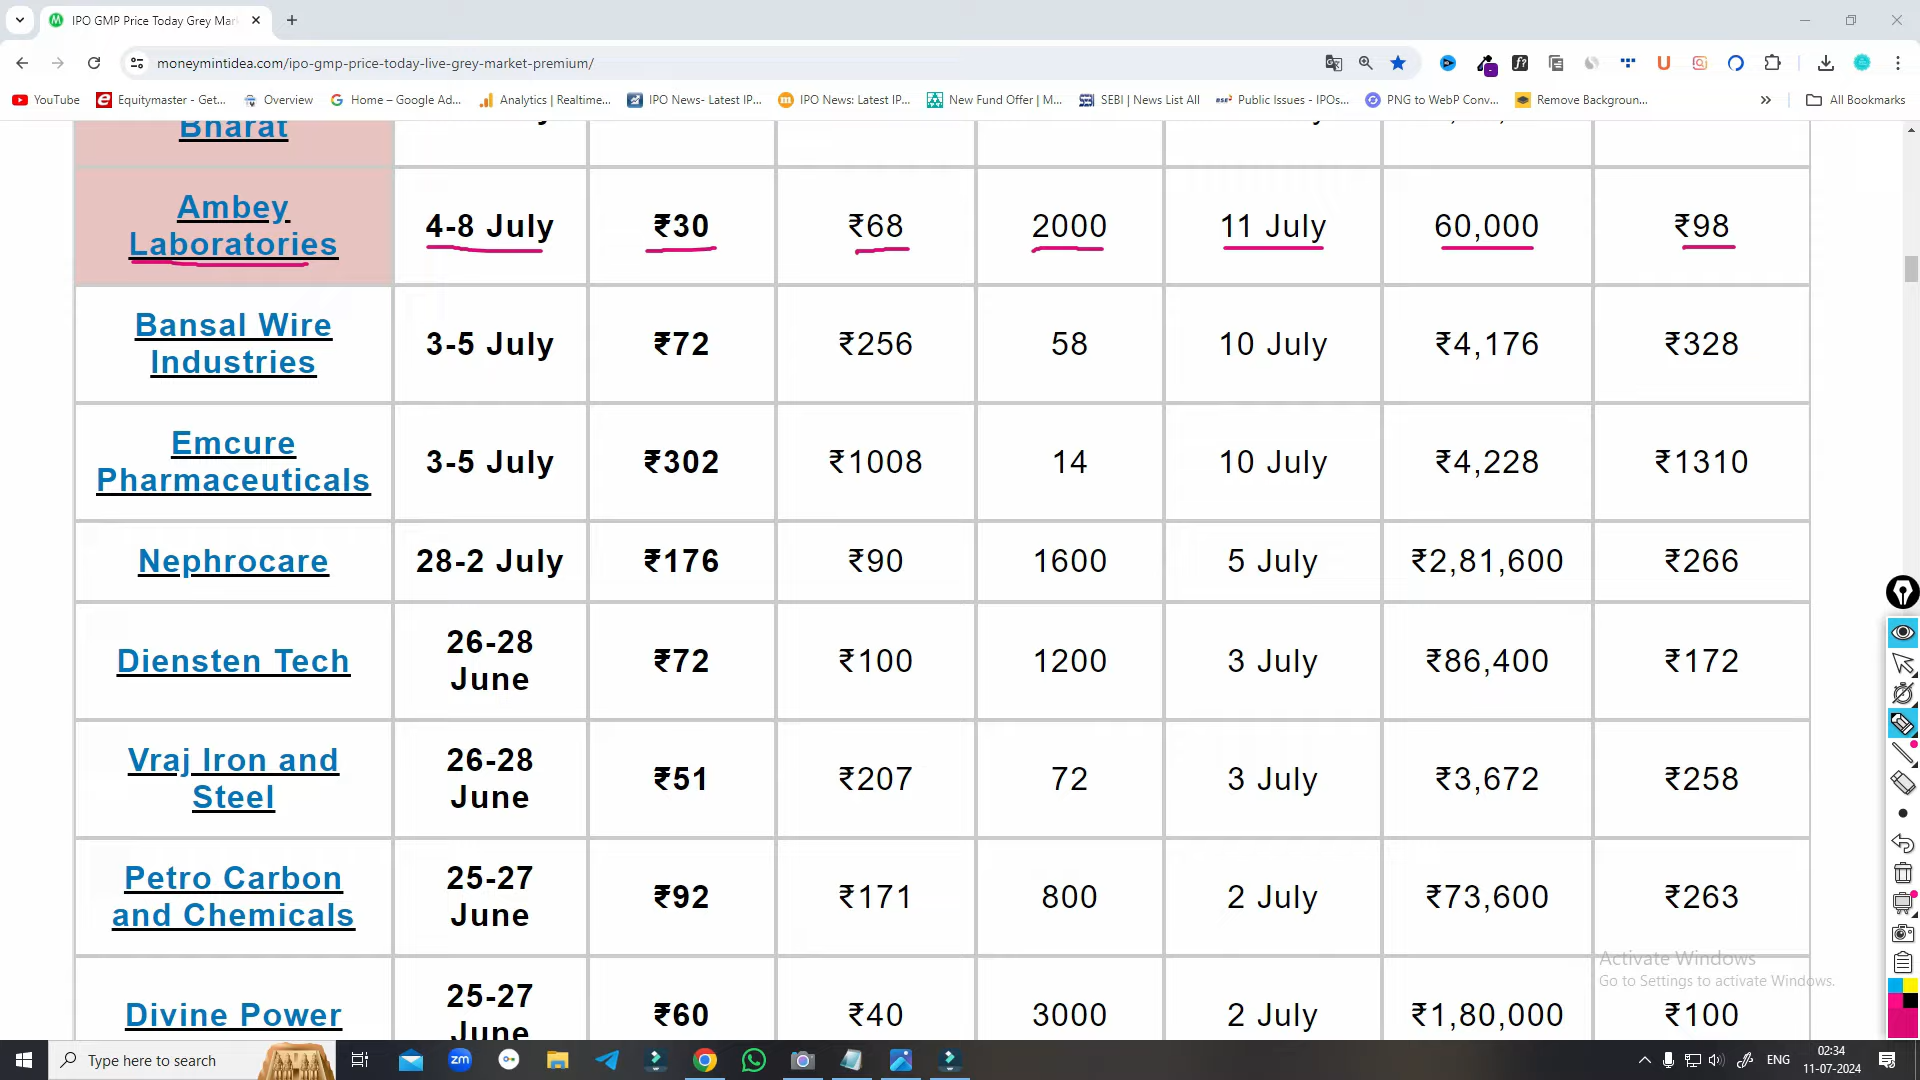 IPO GMP Price Today Grey Mar
moneymintidea.com/ipo-gmp-price-today-live-grey-market-premium/
YouTube
Equitymaster - Get...
Overview
Home – Google Ad...
Analytics | Realtime...
IPO News- Latest IP...
IPO News: Latest IP...
New Fund Offer | M...
SEBI | News List All
Public Issues - IPOs...
PNG to WebP Conv...
Remove Backgroun...
All Bookmarks
Bharat
Ambey
Laboratories
4-8 July
₹30
₹68
2000
11 July
60,000
₹98
Bansal Wire
Industries
3-5 July
₹72
₹256
58
10 July
₹4,176
₹328
Emcure
Pharmaceuticals
3-5 July
₹302
₹1008
14
10 July
₹4,228
₹1310
Nephrocare
28-2 July
₹176
₹90
1600
5 July
₹2,81,600
₹266
Diensten Tech
26-28
June
₹72
₹100
1200
3 July
₹86,400
₹172
Vraj Iron and
Steel
26-28
June
₹51
₹207
72
3 July
₹3,672
₹258
Petro Carbon
and Chemicals
25-27
June
₹92
₹171
800
2 July
₹73,600
₹263
Divine Power
25-27
June
₹60
₹40
3000
2 July
₹1,80,000
₹100
Activate Windows
Go to Settings to activate Windows.
Type here to search
zm
ENG
02:34
11-07-2024